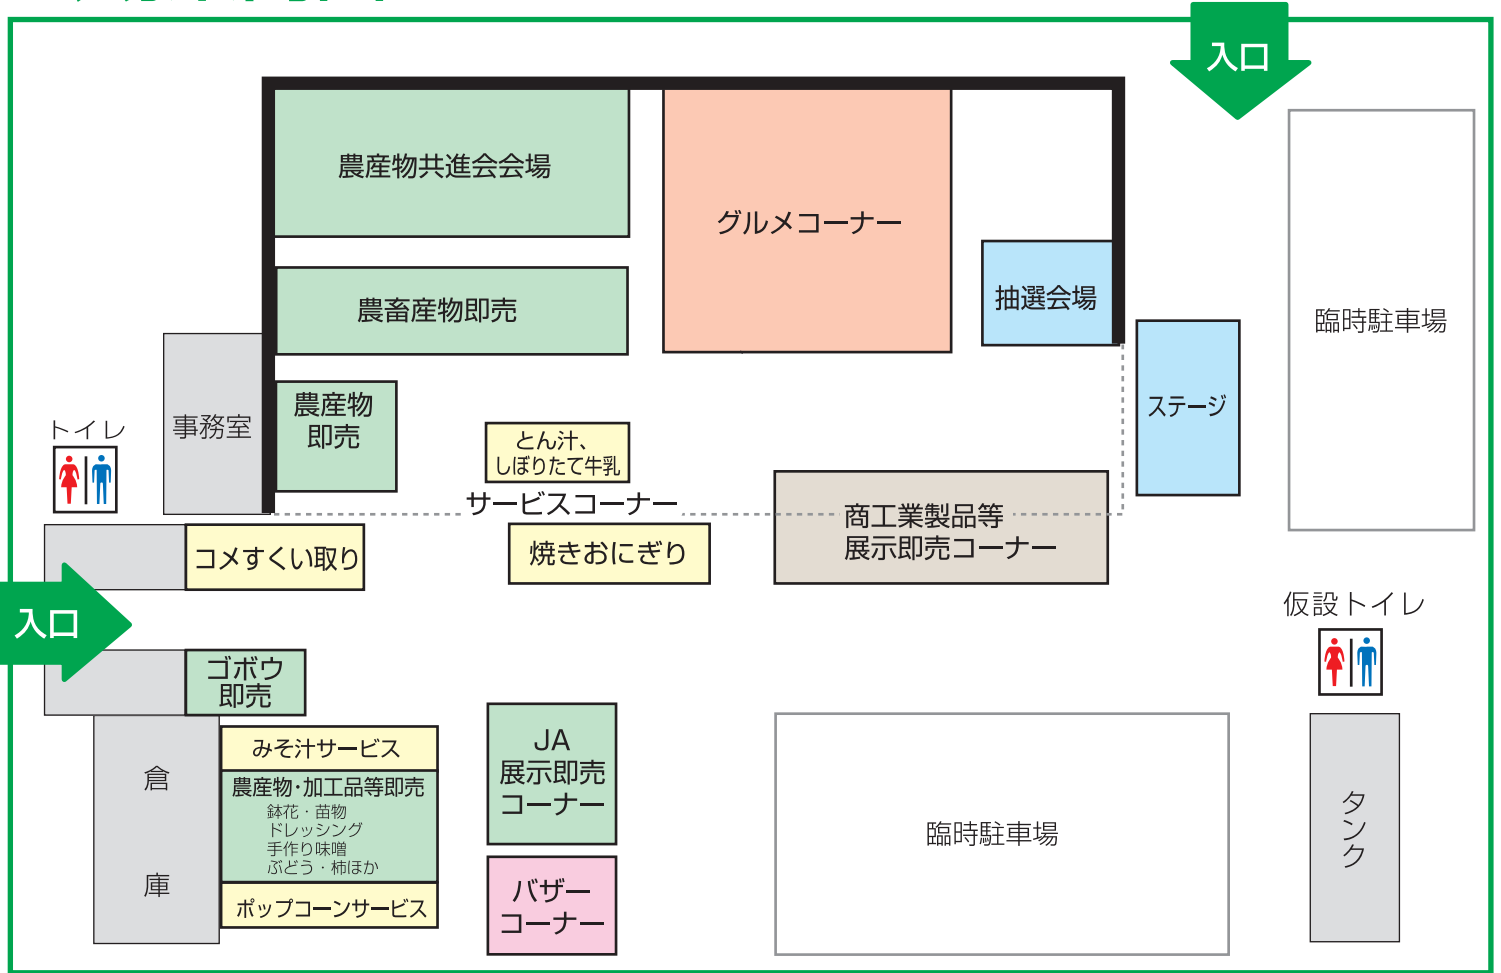 入口
農産物共進会会場
グルメコーナー
農畜産物即売
抽選会場
臨時駐車場
ステージ
事務室
農産物
即売
トイレ
とん汁、
しぼりたて牛乳
サービスコーナー
商工業製品等
展示即売コーナー
コメすくい取り
焼きおにぎり
入口
仮設トイレ
ゴボウ
即売
みそ汁サービス
農産物・加工品等即売
鉢花・苗物
ドレッシング
手作り味噌
ぶどう・柿ほか
ポップコーンサービス
倉
庫
JA
展示即売
コーナー
バザー
コーナー
臨時駐車場
タンク